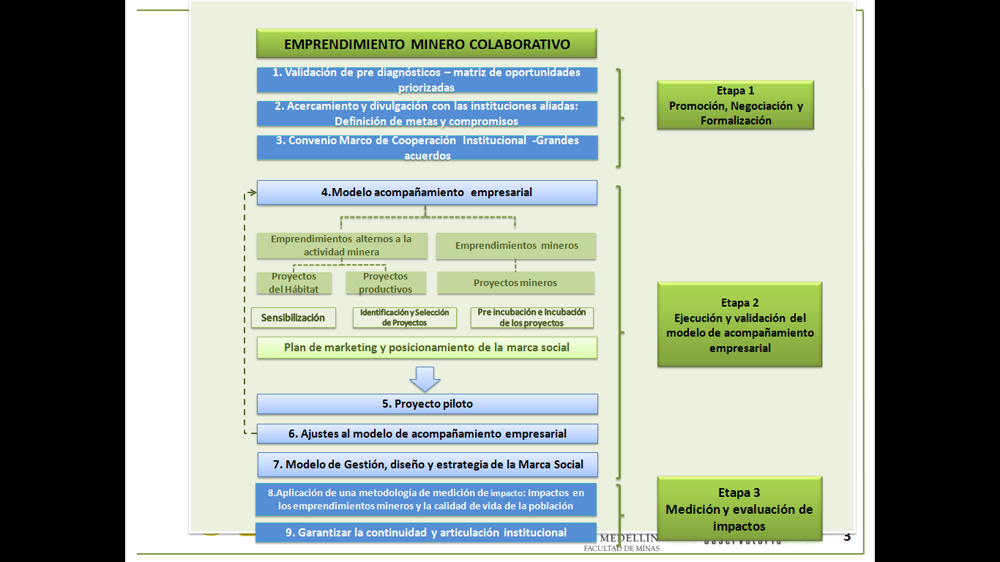 EMPRENDIMIENTO MINERO COLABORATIVO
1. Validación de pre diagnósticos – matriz de oportunidades
priorizadas
2. Acercamiento y divulgación con las instituciones aliadas:
Definición de metas y compromisos
3. Convenio Marco de Cooperación Institucional -Grandes
acuerdos
Etapa 1
Promoción, Negociación y
Formalización
4.Modelo acompañamiento empresarial
Emprendimientos alternos a la
actividad minera
Emprendimientos mineros
Proyectos
del Hábitat
Proyectos
productivos
Proyectos mineros
Sensibilización
Identificación y Selección
de Proyectos
Pre incubación e Incubación
de los proyectos
Plan de marketing y posicionamiento de la marca social
5. Proyecto piloto
6. Ajustes al modelo de acompañamiento empresarial
7. Modelo de Gestión, diseño y estrategia de la Marca Social
Etapa 2
Ejecución y validación del
modelo de acompañamiento
empresarial
8.Aplicación de una metodología de medición de impacto: Impactos en
los emprendimientos mineros y la calidad de vida de la población
9. Garantizar la continuidad y articulación institucional
Etapa 3
Medición y evaluación de
impactos
MEDELLIN
FACULTAD DE MINAS
3